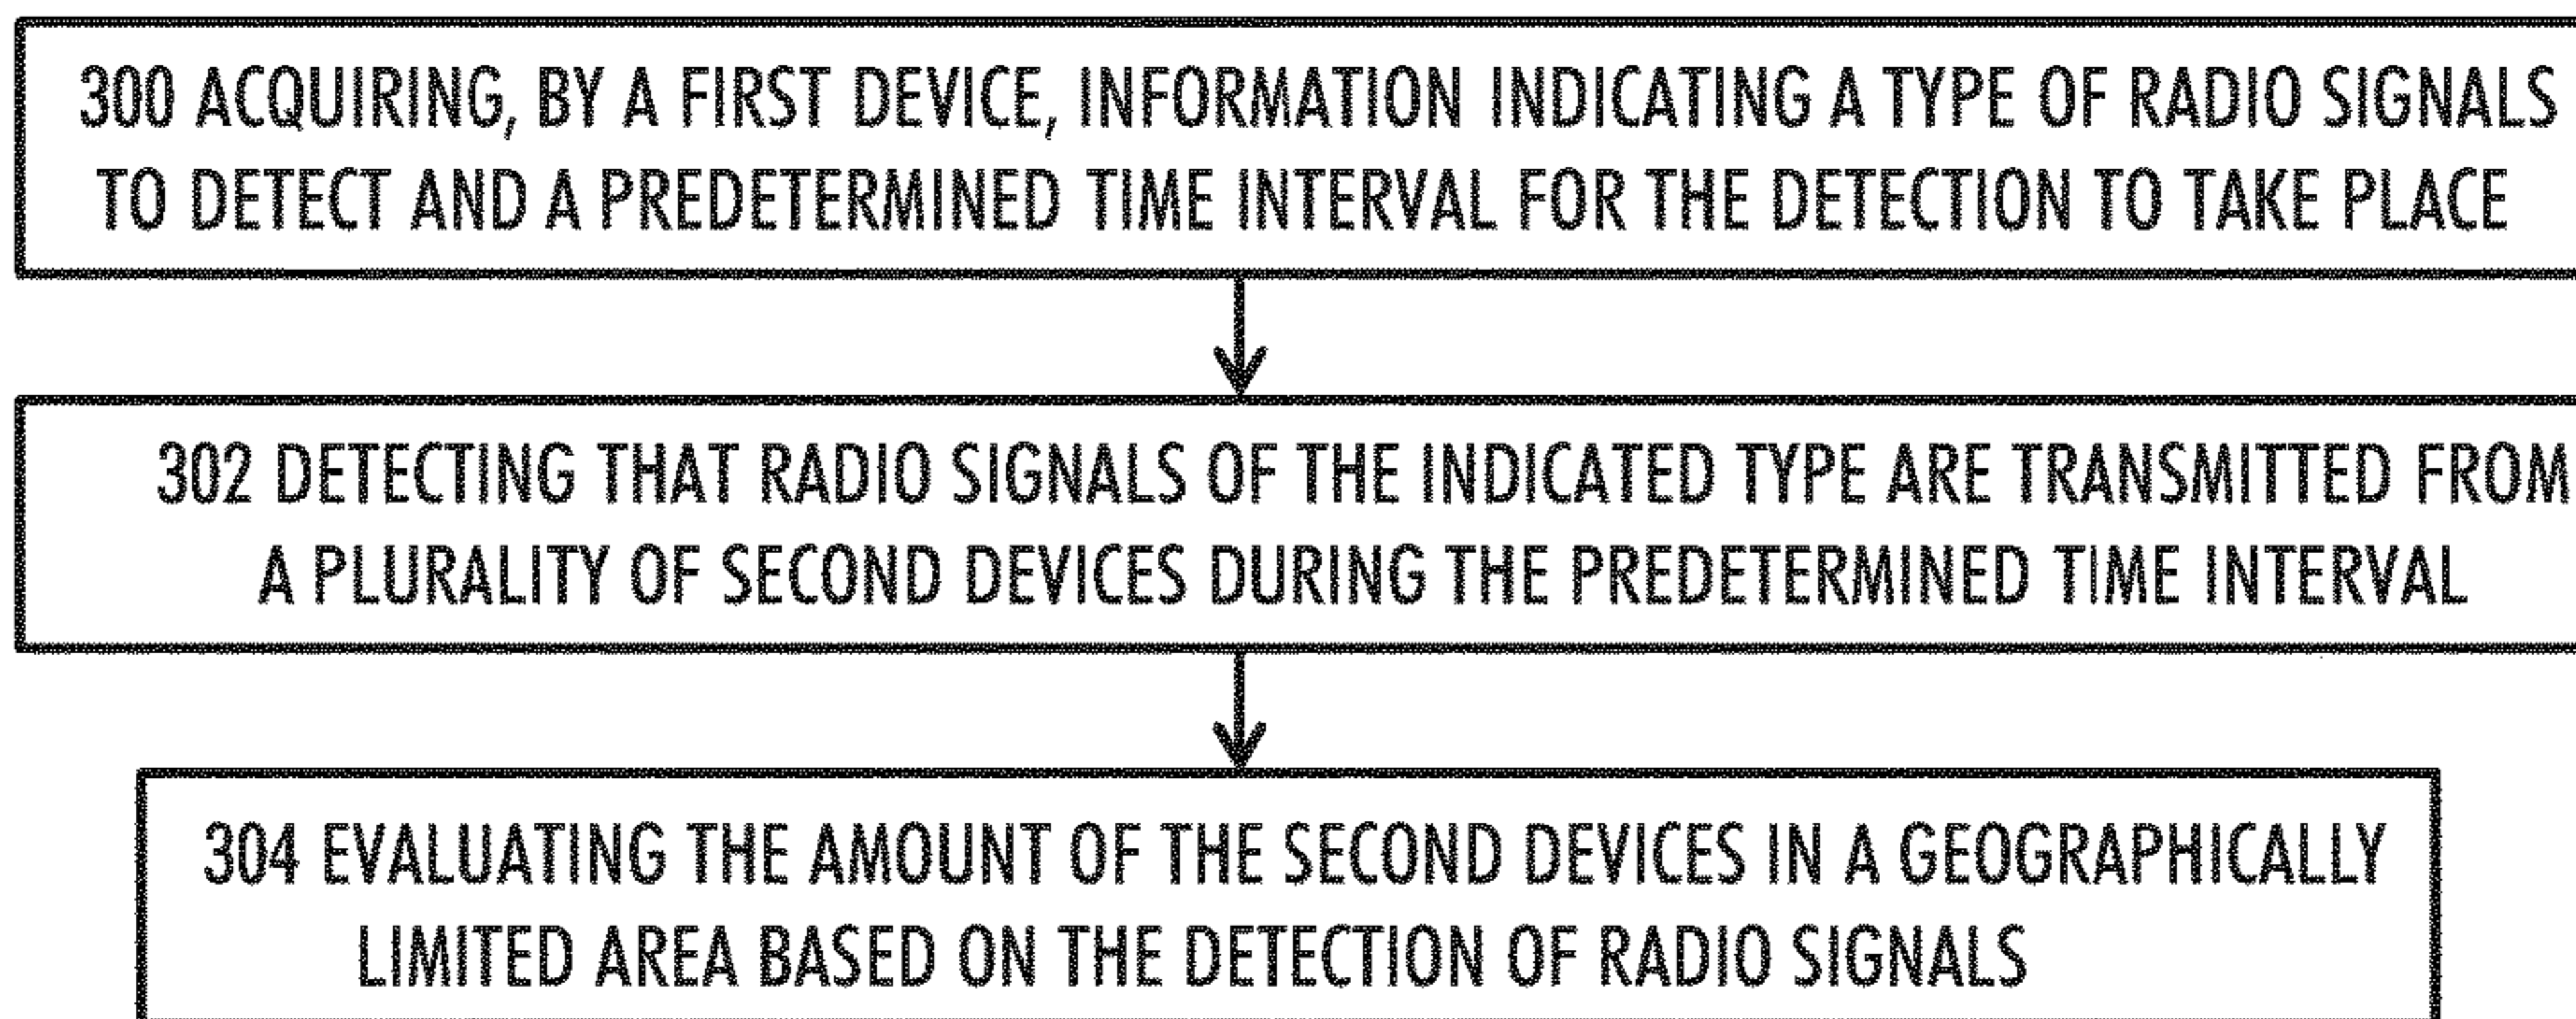 300 ACQUIRING, BY A FIRST DEVICE, INFORMATION INDICATING A TYPE OF RADIO SIGNALS
TO DETECT AND A PREDETERMINED TIME INTERVAL FOR THE DETECTION TO TAKE PLACE
302 DETECTING THAT RADIO SIGNALS OF THE INDICATED TYPE ARE TRANSMITTED FROM
A PLURALITY OF SECOND DEVICES DURING THE PREDETERMINED TIME INTERVAL
304 EVALUATING THE AMOUNT OF THE SECOND DEVICES IN A GEOGRAPHICALLY
LIMITED AREA BASED ON THE DETECTION OF RADIO SIGNALS